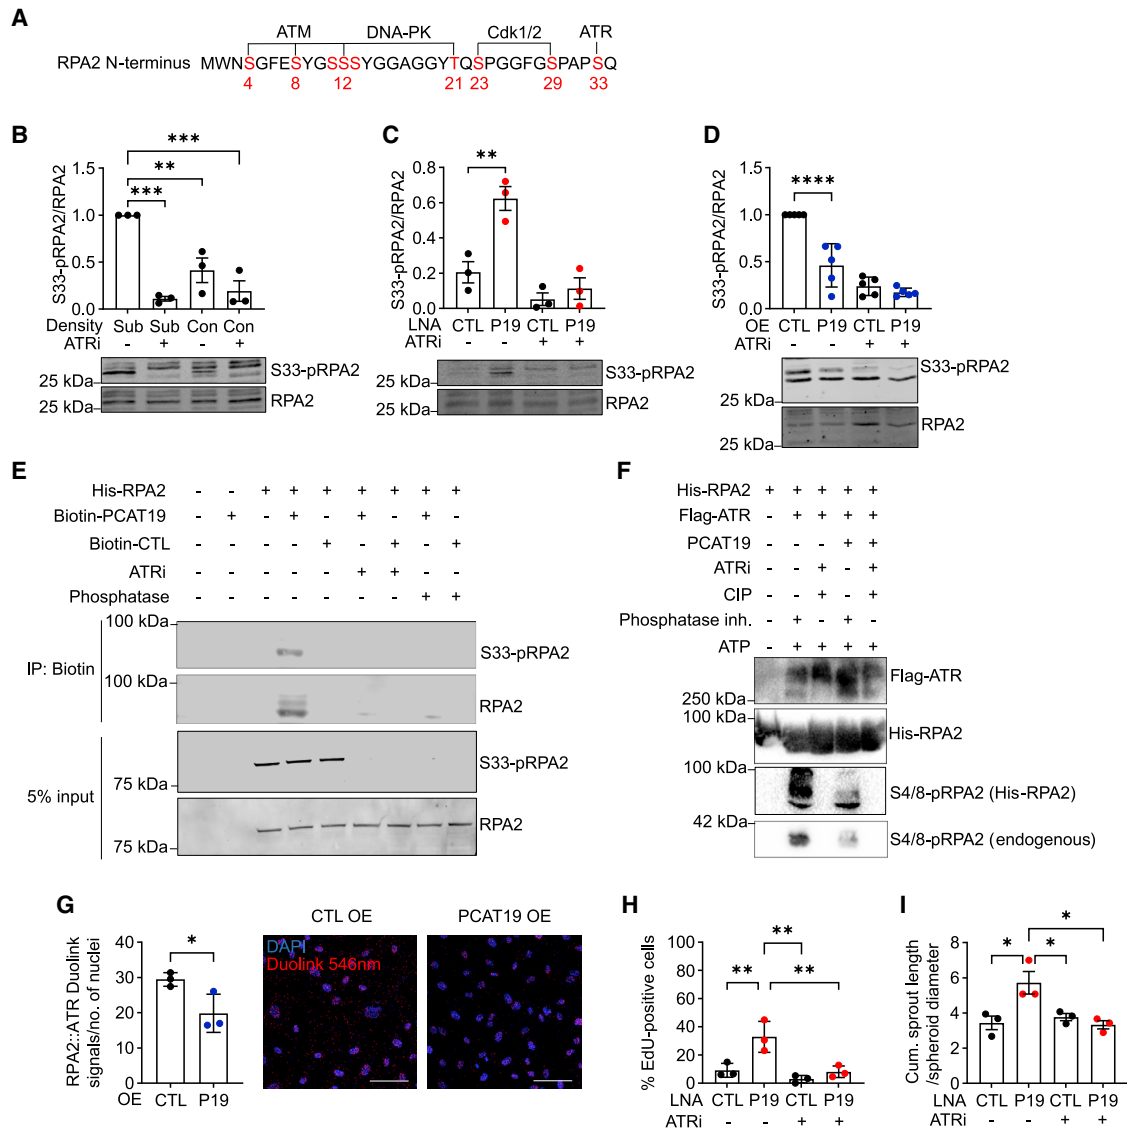 A
ATM DNA-PK Cdk1/2 ATR
RPA2 N-terminus MWNSGFESYGSSSYGGAGGYTQSPGGFGSPAPSQ
4 8 12 21 23 29 33
B
***
**
***
S33-pRPA2/RPA2
1.5
1.0
0.5
0.0
Density Sub Sub Con Con
ATRi - + - +
25 kDa
S33-pRPA2
25 kDa
RPA2
C
**
S33-pRPA2/RPA2
0.8
0.6
0.4
0.2
0.0
LNA CTL P19 CTL P19
ATRi - - + +
25 kDa
S33-pRPA2
25 kDa
RPA2
D
****
S33-pRPA2/RPA2
1.5
1.0
0.5
0.0
OE CTL P19 CTL P19
ATRi - - + +
S33-pRPA2
25 kDa
RPA2
25 kDa
E
His-RPA2 - - + + + + + + +
Biotin-PCAT19 - + - + - + - + -
Biotin-CTL - - - - + - + - +
ATRi - - - - - + + - -
Phosphatase - - - - - - - + +
IP: Biotin
100 kDa
S33-pRPA2
100 kDa
RPA2
5% input
S33-pRPA2
75 kDa
RPA2
75 kDa
F
His-RPA2 + + + + +
Flag-ATR - + + + +
PCAT19 - - - + +
ATRi - - + - +
CIP - - + - +
Phosphatase inh. - + - + -
ATP - + + + +
Flag-ATR
250 kDa
100 kDa
His-RPA2
100 kDa
S4/8-pRPA2 (His-RPA2)
42 kDa
S4/8-pRPA2 (endogenous)
G
*
RPA2::ATR Duolink
signals/no. of nuclei
40
30
20
10
0
OE CTL P19
CTL OE
DAPI
Duolink 546nm
PCAT19 OE
H
**
** **
% EdU-positive cells
100
80
60
40
20
0
LNA CTL P19 CTL P19
ATRi - - + +
I
*
* *
Cum. sprout length
/spheroid diameter
8
6
4
2
0
LNA CTL P19 CTL P19
ATRi - - + +